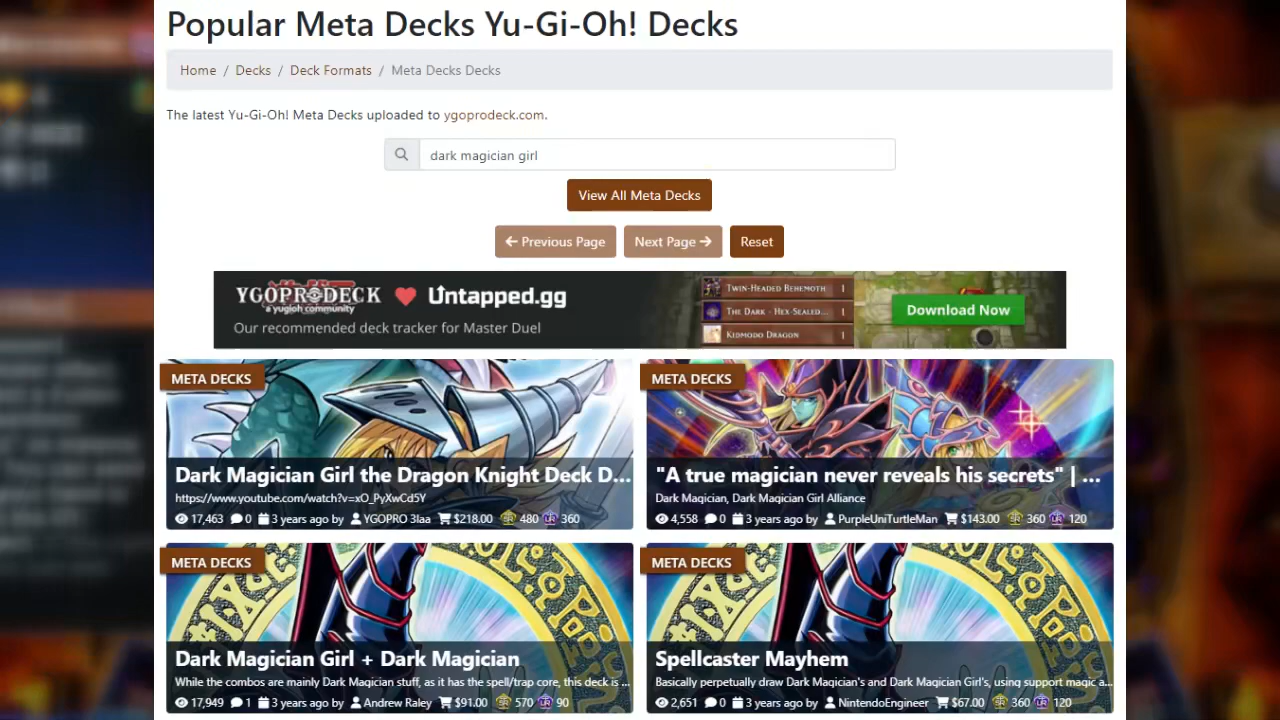 Popular Meta Decks Yu-Gi-Oh! Decks
Home / Decks / Deck Formats / Meta Decks Decks
The latest Yu-Gi-Oh! Meta Decks uploaded to ygoprodeck.com.
dark magician girl
View All Meta Decks
← Previous Page Next Page → Reset
YGOPRODECK Untapped.gg
a yugioh community
Our recommended deck tracker for Master Duel
TWIN-HEADED BEHEMOTH 1
THE DARK - HEX-SEALED... 1
KIDMODO DRAGON 1
Download Now
META DECKS
Dark Magician Girl the Dragon Knight Deck D...
https://www.youtube.com/watch?v=xO_PyXwCd5Y
17,463 0 3 years ago by YGOPRO 3laa $218.00 480 360
META DECKS
"A true magician never reveals his secrets" | ...
Dark Magician, Dark Magician Girl Alliance
4,558 0 3 years ago by PurpleUniTurtleMan $143.00 360 120
META DECKS
Dark Magician Girl + Dark Magician
While the combos are mainly Dark Magician stuff, as it has the spell/trap core, this deck is ...
17,949 1 3 years ago by Andrew Raley $91.00 570 90
META DECKS
Spellcaster Mayhem
Basically perpetually draw Dark Magician's and Dark Magician Girl's, using support magic a...
2,651 0 3 years ago by NintendoEngineer $67.00 360 120